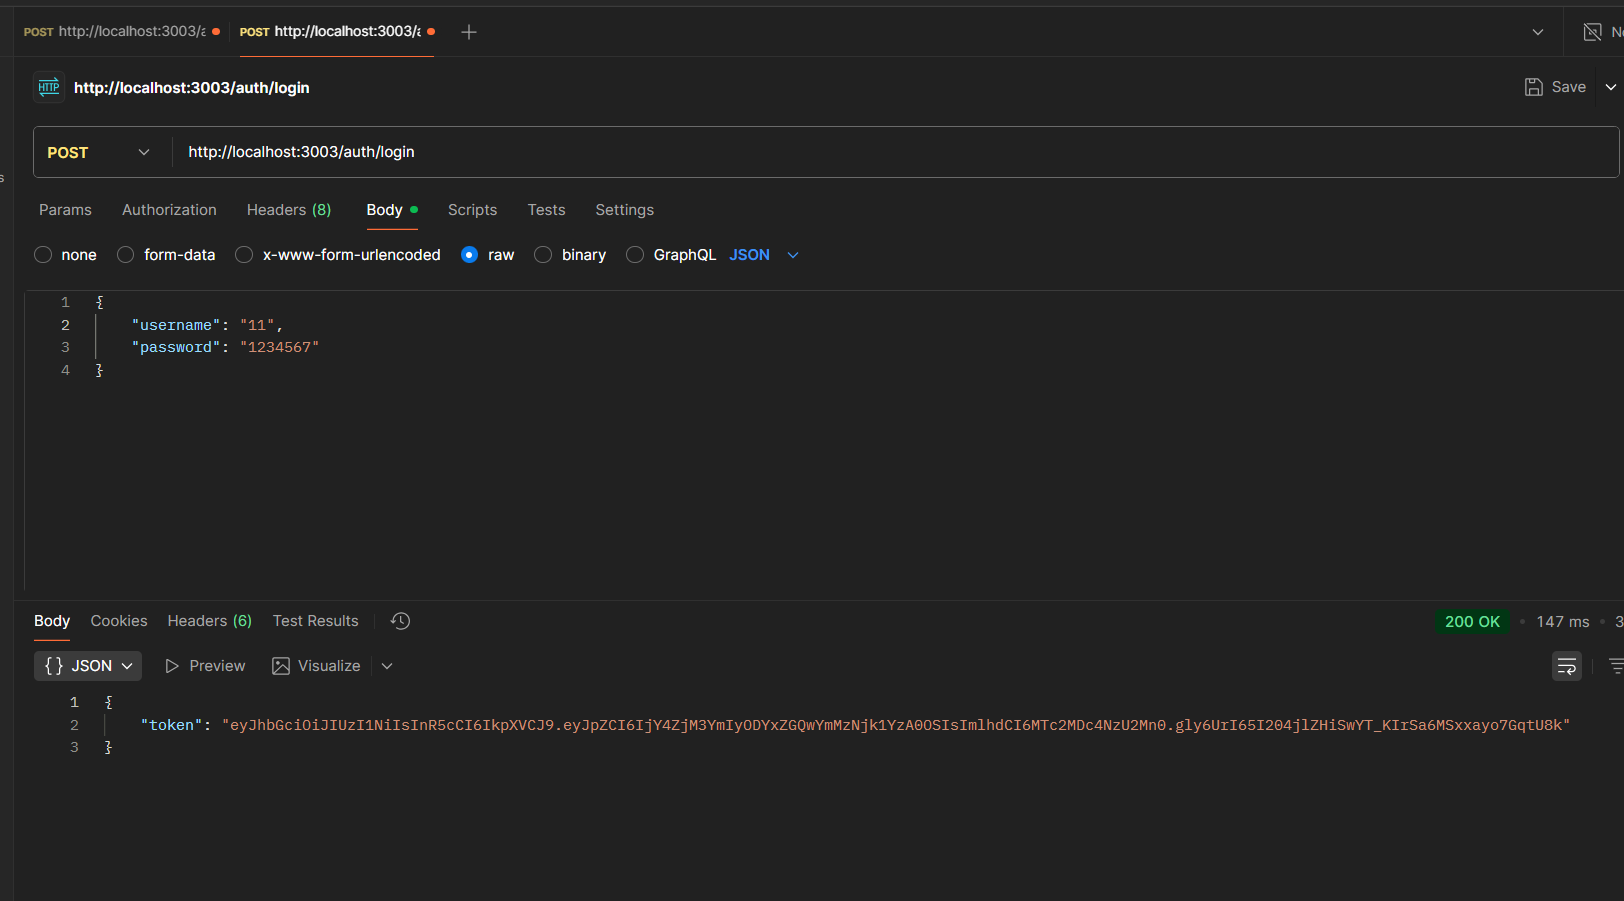 POST http://localhost:3003/a POST http://localhost:3003/a
HTTP http://localhost:3003/auth/login Save
POST http://localhost:3003/auth/login
s
Params Authorization Headers (8) Body Scripts Tests Settings
none form-data x-www-form-urlencoded raw binary GraphQL JSON
1 {
2 "username": "11",
3 "password": "1234567"
4 }
Body Cookies Headers (6) Test Results 200 OK • 147 ms • 3
{} JSON Preview Visualize
1 {
2 "token": "eyJhbGciOiJIUzI1NiIsInR5cCI6IkpXVCJ9.eyJpZCI6IjY4ZjM3YmIyODYxZGQwYmMzNjk1YzA0OSIsImlhdCI6MTc2MDc4NzU2Mn0.gly6UrI65I204jlZHiSwYT_KIrSa6MSxxayo7GqtU8k"
3 }